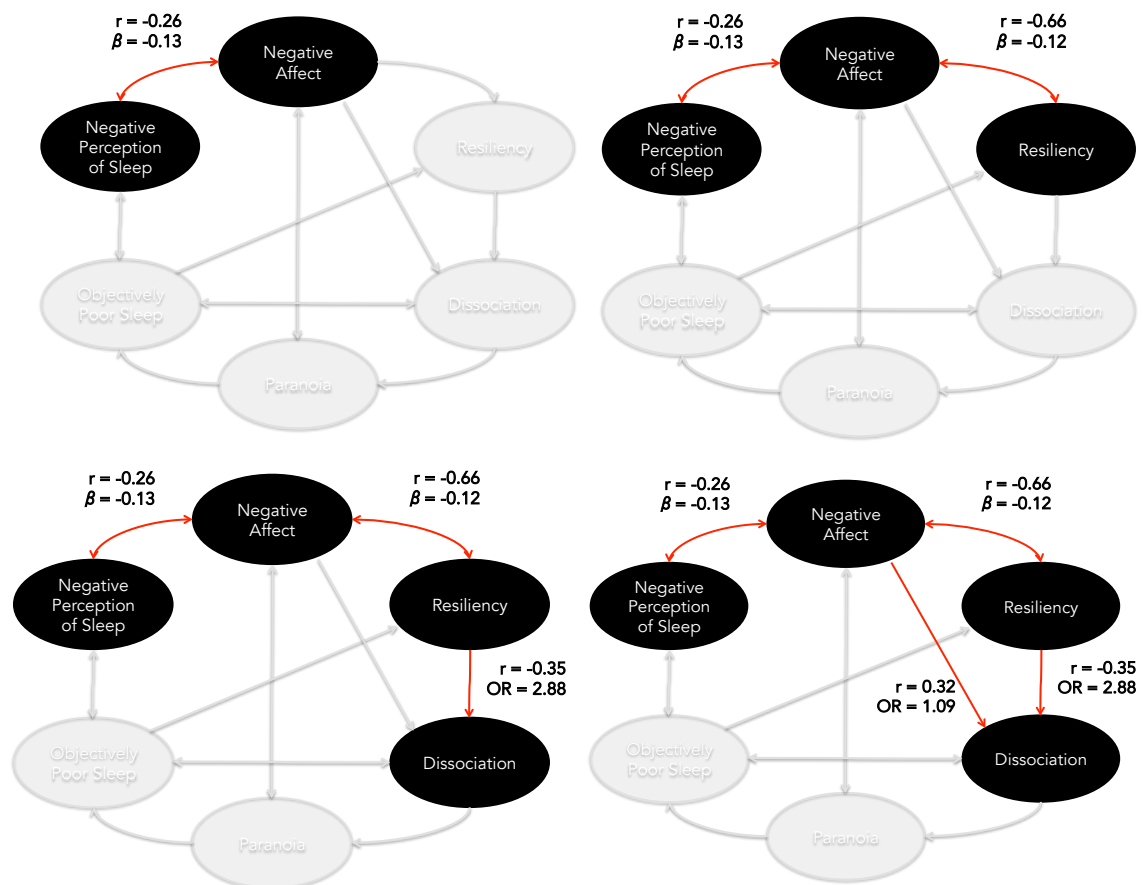 r = -0.26
β = -0.13
Negative
Affect
Negative
Perception
of Sleep
Resiliency
Objectively
Poor Sleep
Dissociation
Paranoia
r = -0.26
β = -0.13
r = -0.66
β = -0.12
Negative
Affect
Negative
Perception
of Sleep
Resiliency
Objectively
Poor Sleep
Dissociation
Paranoia
r = -0.26
β = -0.13
r = -0.66
β = -0.12
Negative
Affect
Negative
Perception
of Sleep
Resiliency
r = -0.35
OR = 2.88
Objectively
Poor Sleep
Dissociation
Paranoia
r = -0.26
β = -0.13
r = -0.66
β = -0.12
Negative
Affect
Negative
Perception
of Sleep
Resiliency
r = 0.32
OR = 1.09
r = -0.35
OR = 2.88
Objectively
Poor Sleep
Dissociation
Paranoia